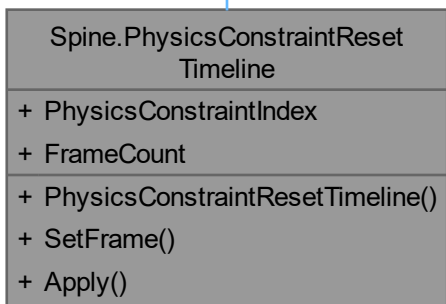 Spine.PhysicsConstraintReset
Timeline
+ PhysicsConstraintIndex
+ FrameCount
+ PhysicsConstraintResetTimeline()
+ SetFrame()
+ Apply()